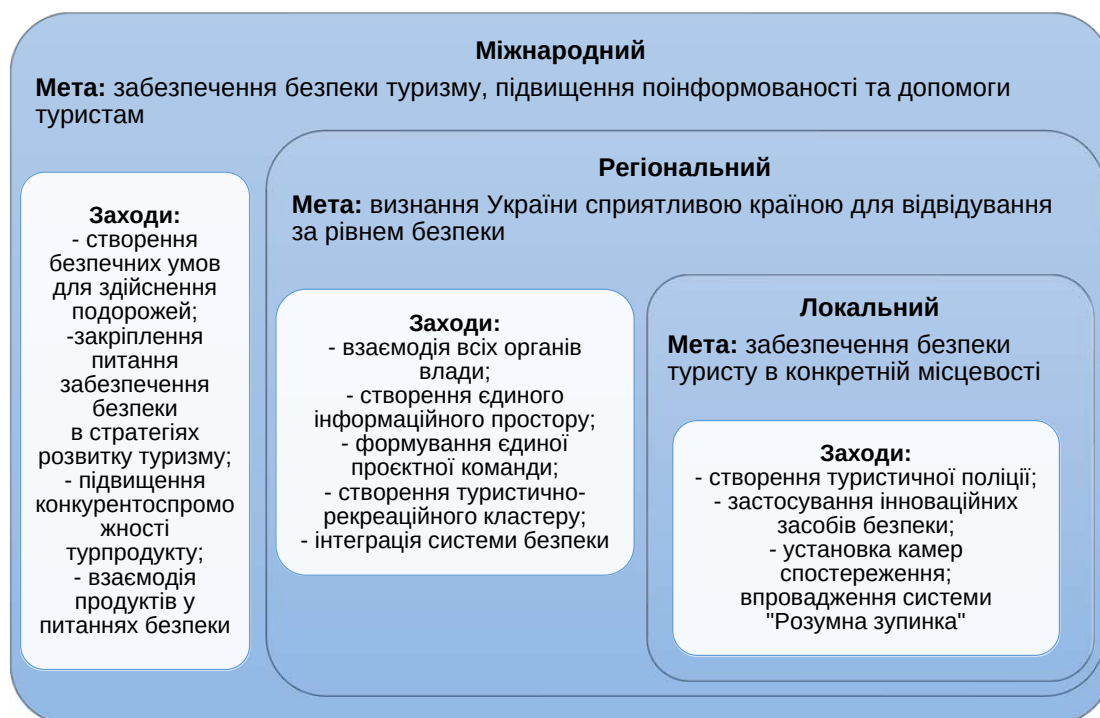 Міжнародний
Мета: забезпечення безпеки туризму, підвищення поінформованості та допомоги
туристам
Заходи:
- створення
безпечних умов
для здійснення
подорожей;
-закріплення
питання
забезпечення
безпеки
в стратегіях
розвитку туризму;
- підвищення
конкурентоспромо
жності
турпродукту;
- взаємодія
продуктів у
питаннях безпеки
Регіональний
Мета: визнання України сприятливою країною для відвідування
за рівнем безпеки
Заходи:
- взаємодія всіх органів
влади;
- створення єдиного
інформаційного простору;
- формування єдиної
проєктної команди;
- створення туристично-
рекреаційного кластеру;
- інтеграція системи безпеки
Локальний
Мета: забезпечення безпеки
туристу в конкретній місцевості
Заходи:
- створення туристичної поліції;
- застосування інноваційних
засобів безпеки;
- установка камер
спостереження;
впровадження системи
"Розумна зупинка"